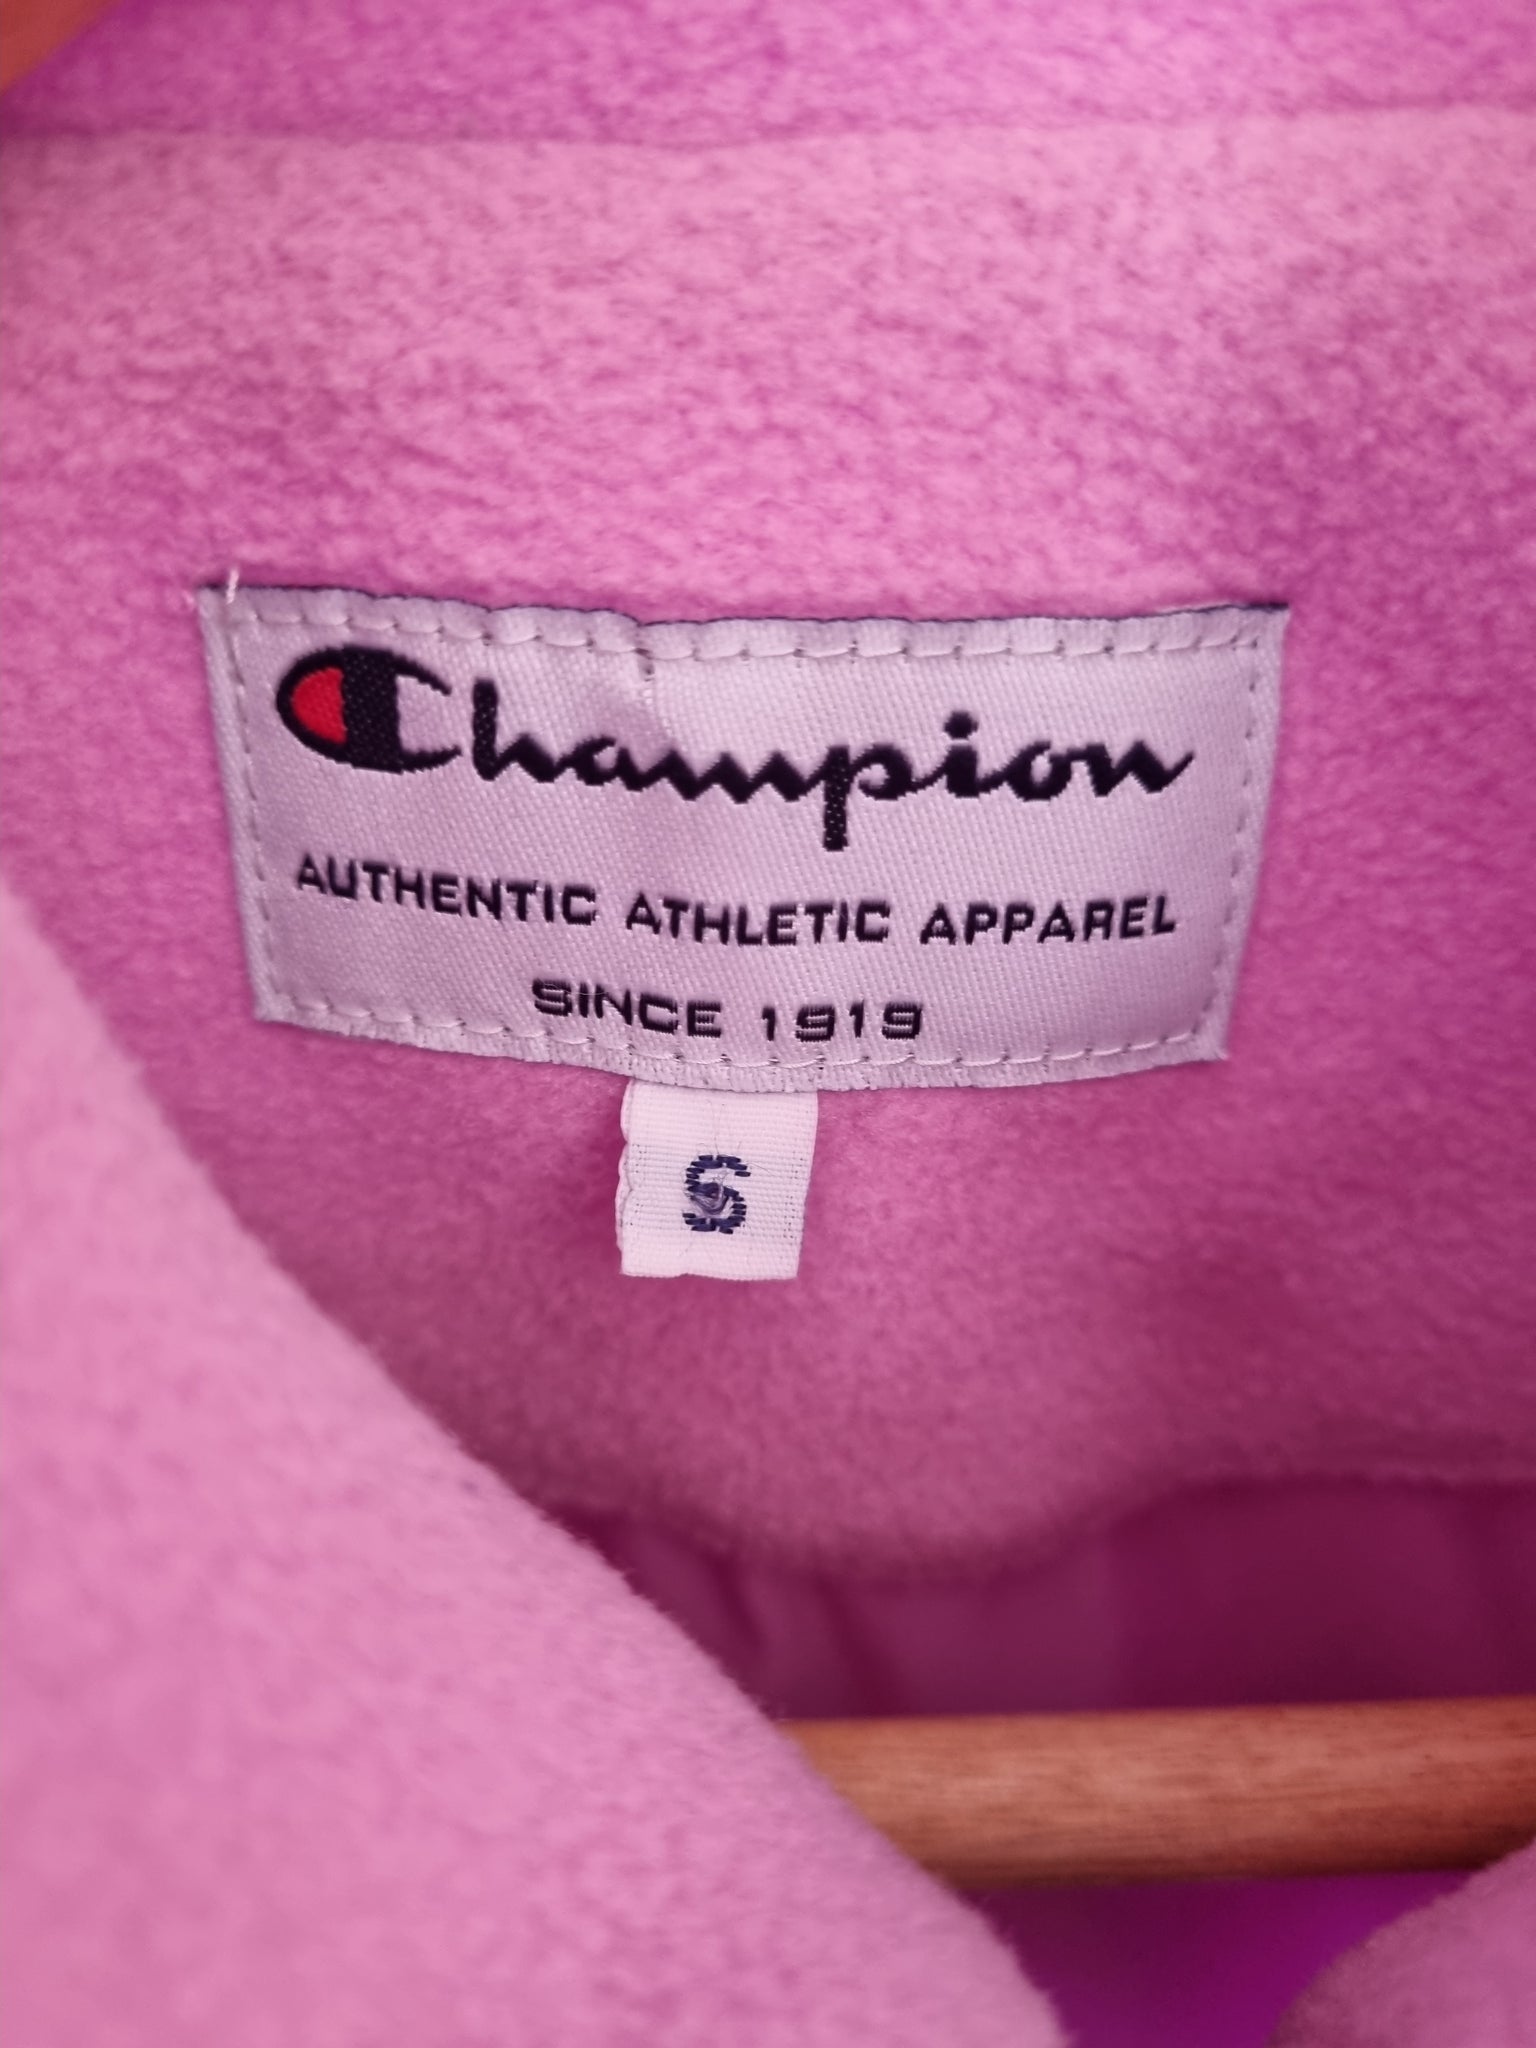 Champion
AUTHENTIC ATHLETIC APPAREL
SINCE 1919
S